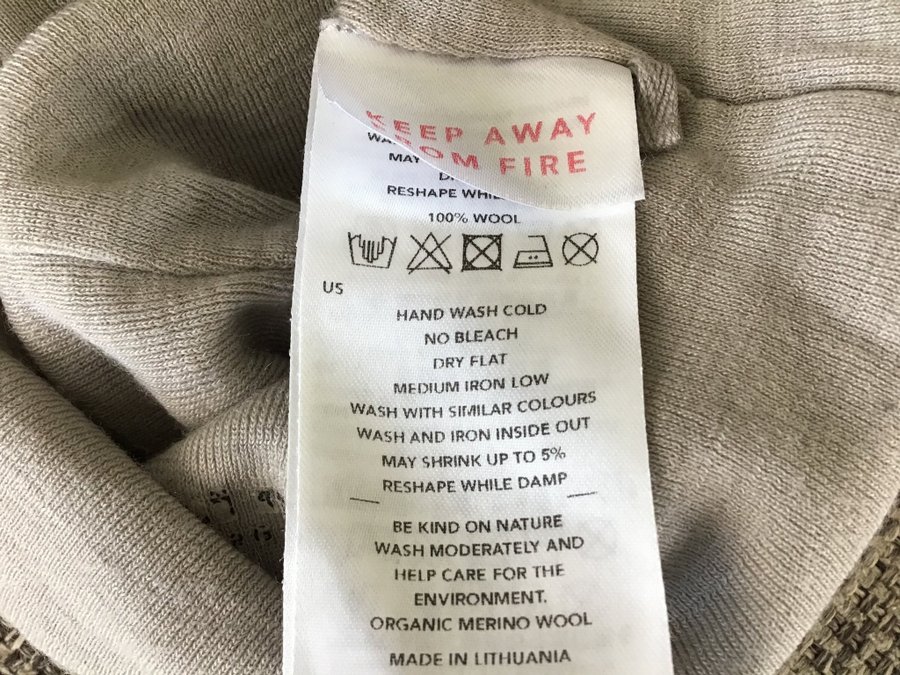 KEEP AWAY
FROM FIRE
MAY
RESHAPE
100% WOOL
US
HAND WASH COLD
NO BLEACH
DRY FLAT
MEDIUM IRON LOW
WASH WITH SIMILAR COLOURS
WASH AND IRON INSIDE OUT
MAY SHRINK UP TO 5%
RESHAPE WHILE DAMP
BE KIND ON NATURE
WASH MODERATELY AND
HELP CARE FOR THE
ENVIRONMENT.
ORGANIC MERINO WOOL
MADE IN LITHUANIA